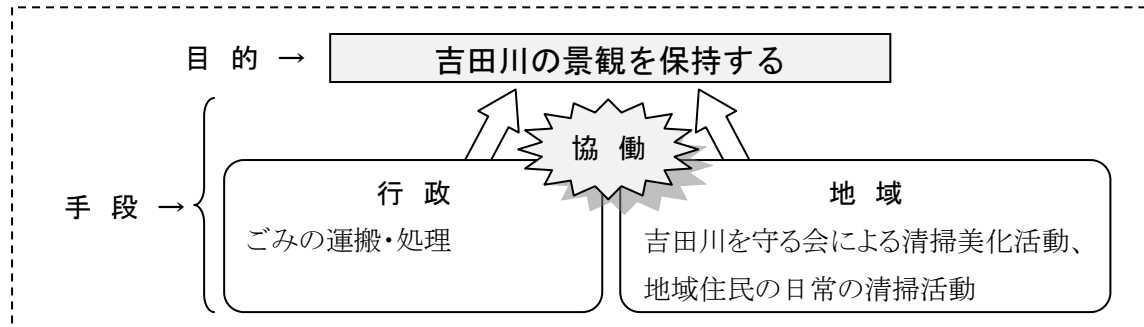 目 的 →
吉田川の景観を保持する
協 働
手 段 →
行 政
ごみの運搬・処理
地 域
吉田川を守る会による清掃美化活動、
地域住民の日常の清掃活動